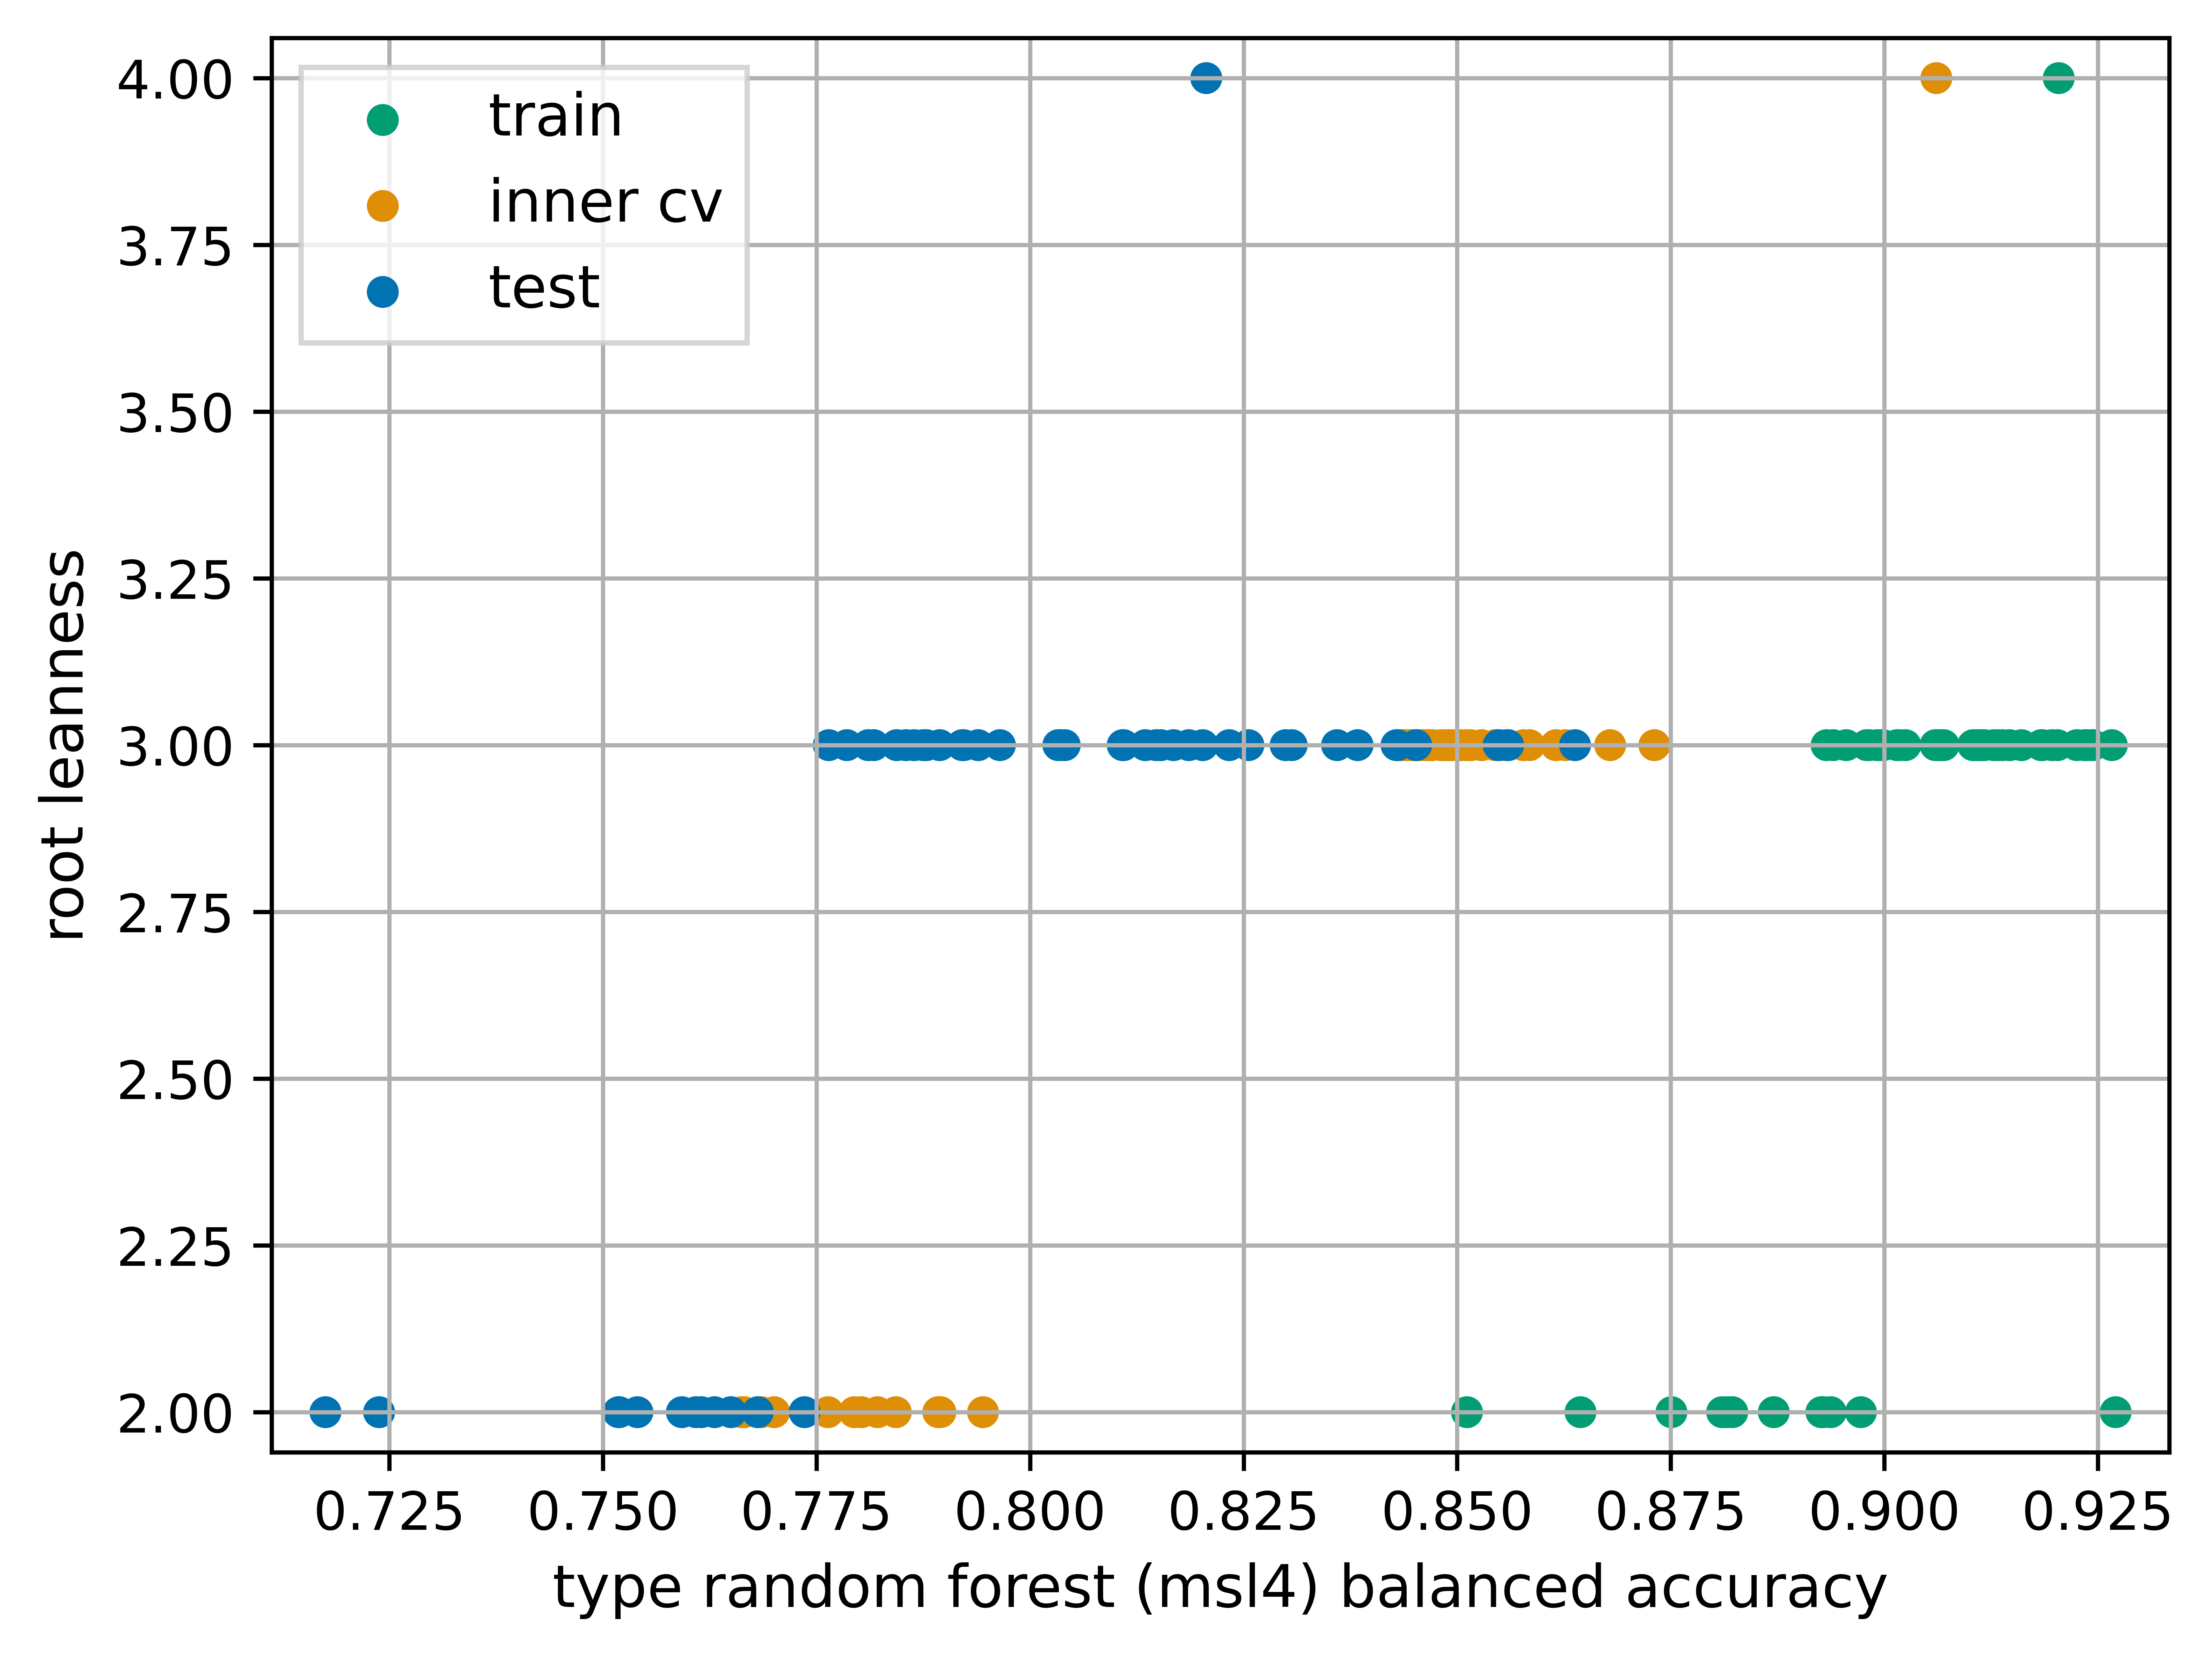 4.00
3.75
3.50
3.25
3.00
2.75
2.50
2.25
2.00
root leanness
train
inner cv
test
0.725 0.750 0.775 0.800 0.825 0.850 0.875 0.900 0.925
type random forest (msl4) balanced accuracy